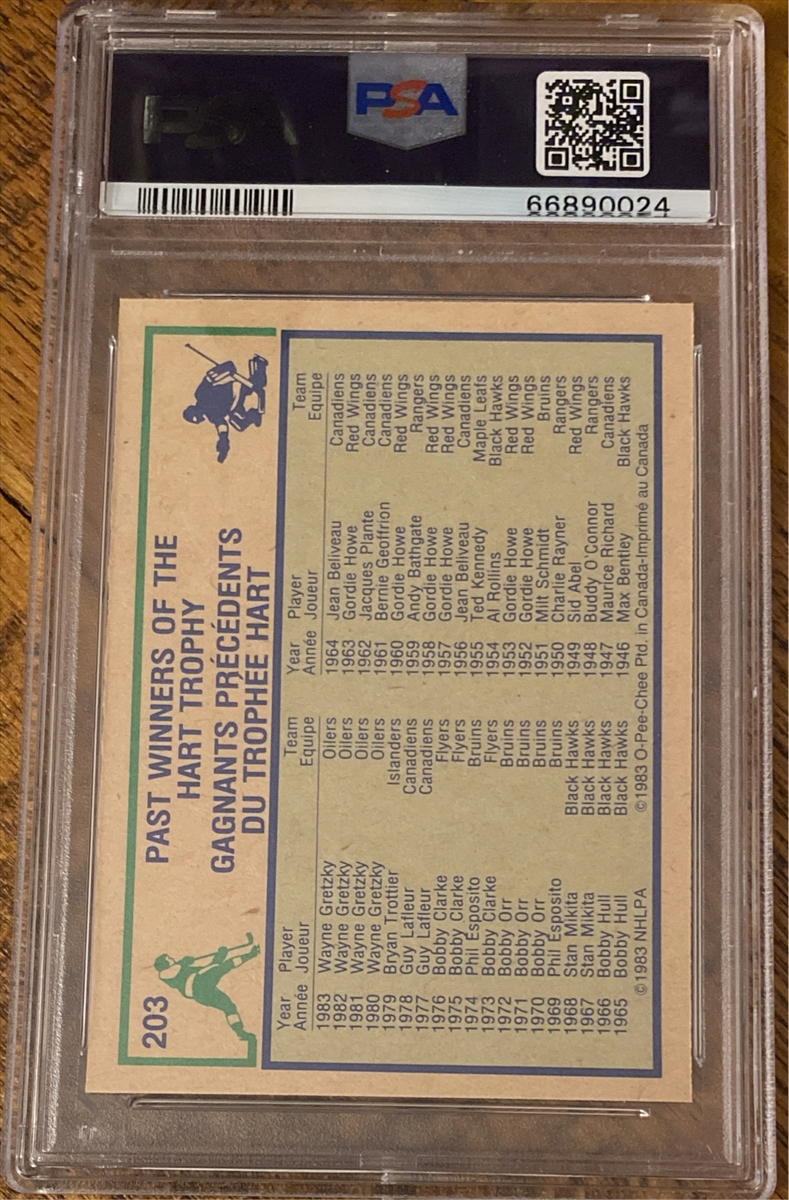 PSA
PSA
66890024
203
PAST WINNERS OF THE
HART TROPHY
GAGNANTS PRÉCÉDENTS
DU TROPHÉE HART
Year Player Team Year Player Team
Année Joueur Equipe Année Joueur Equipe
1983 Wayne Gretzky Oilers 1964 Jean Beliveau Canadiens
1982 Wayne Gretzky Oilers 1963 Gordie Howe Red Wings
1981 Wayne Gretzky Oilers 1962 Jacques Plante Canadiens
1980 Wayne Gretzky Oilers 1961 Bernie Geoffrion Canadiens
1979 Bryan Trottier Islanders 1960 Gordie Howe Red Wings
1978 Guy Lafleur Canadiens 1959 Andy Bathgate Rangers
1977 Guy Lafleur Canadiens 1958 Gordie Howe Red Wings
1976 Bobby Clarke Flyers 1957 Gordie Howe Red Wings
1975 Bobby Clarke Flyers 1956 Jean Beliveau Canadiens
1974 Phil Esposito Bruins 1955 Ted Kennedy Maple Leafs
1973 Bobby Clarke Flyers 1954 Al Rollins Black Hawks
1972 Bobby Orr Bruins 1953 Gordie Howe Red Wings
1971 Bobby Orr Bruins 1952 Gordie Howe Red Wings
1970 Bobby Orr Bruins 1951 Milt Schmidt Bruins
1969 Phil Esposito Bruins 1950 Charlie Rayner Rangers
1968 Stan Mikita Black Hawks 1949 Sid Abel Red Wings
1967 Stan Mikita Black Hawks 1948 Buddy O'Connor Rangers
1966 Bobby Hull Black Hawks 1947 Maurice Richard Canadiens
1965 Bobby Hull Black Hawks 1946 Max Bentley Black Hawks
©1983 NHLPA ©1983 O-Pee-Chee Ptd. in Canada-Imprimé au Canada